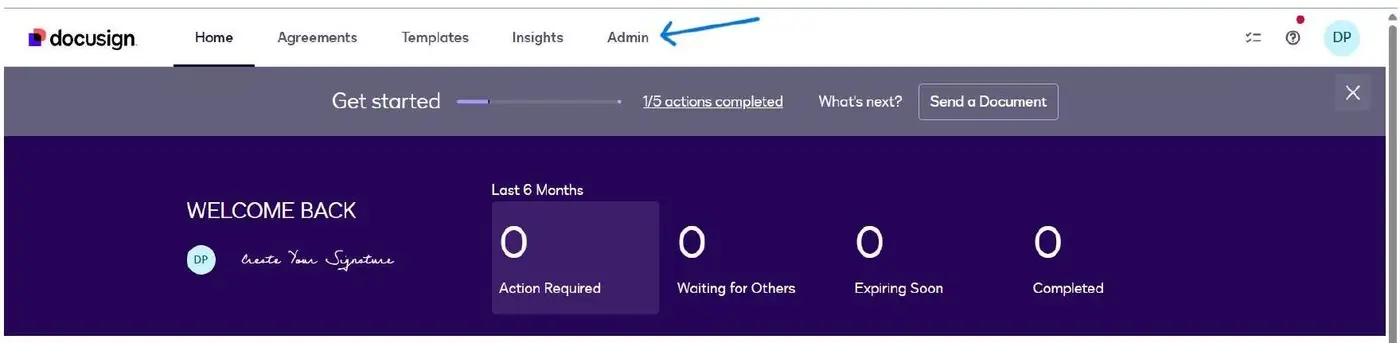 docusign Home Agreements Templates Insights Admin DP
Get started 1/5 actions completed What's next? Send a Document
Last 6 Months
WELCOME BACK
DP Create Your Signature
0 0 0 0
Action Required Waiting for Others Expiring Soon Completed